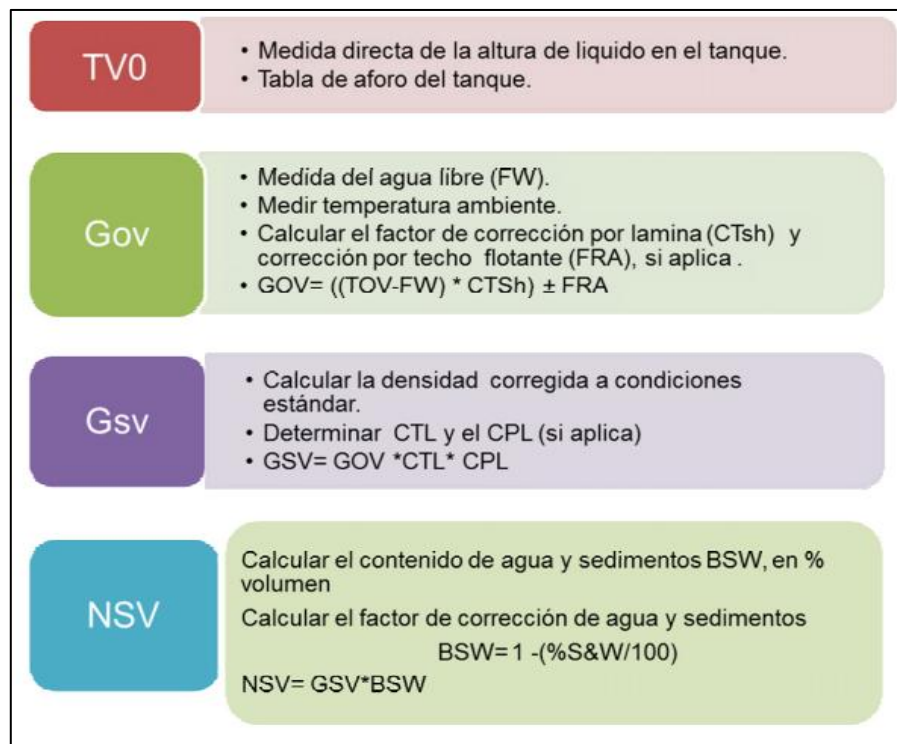 TV0
• Medida directa de la altura de liquido en el tanque.
• Tabla de aforo del tanque.
Gov
• Medida del agua libre (FW).
• Medir temperatura ambiente.
• Calcular el factor de corrección por lamina (CTsh) y
corrección por techo flotante (FRA), si aplica .
• GOV= ((TOV-FW) * CTSh) ± FRA
Gsv
• Calcular la densidad corregida a condiciones
estándar.
• Determinar CTL y el CPL (si aplica)
• GSV= GOV *CTL* CPL
NSV
Calcular el contenido de agua y sedimentos BSW, en %
volumen
Calcular el factor de corrección de agua y sedimentos
BSW= 1 -(%S&W/100)
NSV= GSV*BSW